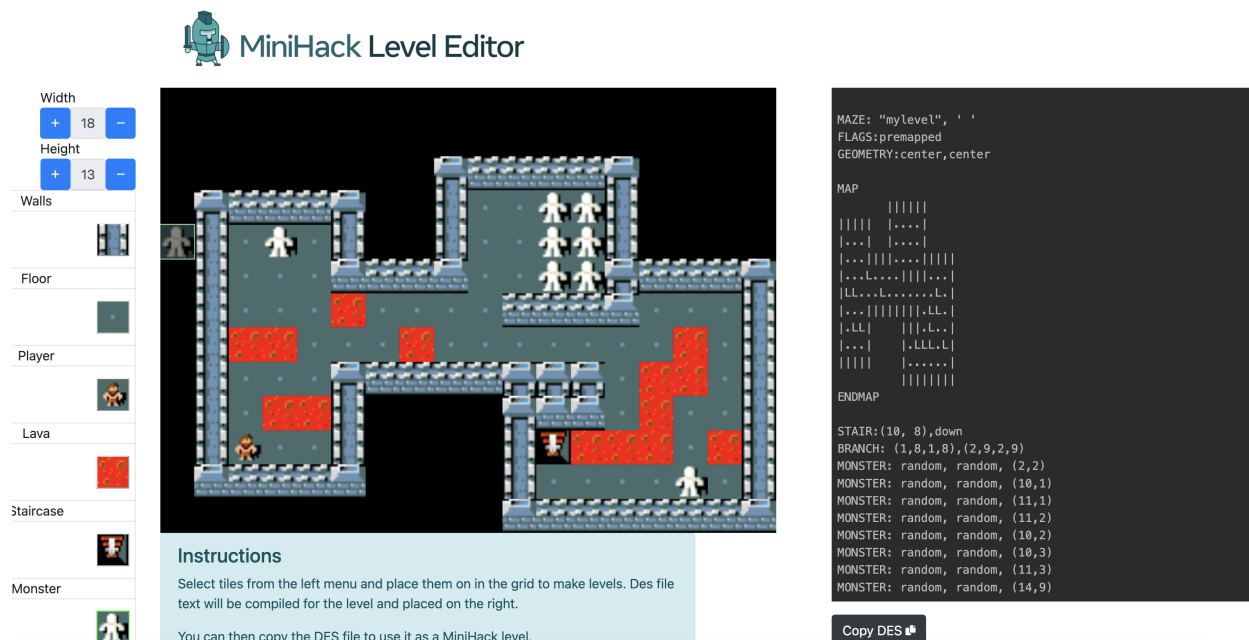 MiniHack Level Editor
Width
+ 18 −
Height
+ 13 −
Walls
Floor
Player
Lava
Staircase
Monster
Instructions
Select tiles from the left menu and place them on in the grid to make levels. Des file
text will be compiled for the level and placed on the right.
You can then copy the DES file to use it as a MiniHack level.
MAZE: "mylevel", ' '
FLAGS:premapped
GEOMETRY:center,center
MAP
       ||||||
|||||  |....|
|...|  |....|
|...||||....|||||
|...L....||||...|
|LL...L.......L.|
|...||||||||.LL.|
|.LL|    |||.L..|
|...|    |.LLL.L|
|||||    |......|
         ||||||||
ENDMAP
STAIR:(10, 8),down
BRANCH: (1,8,1,8),(2,9,2,9)
MONSTER: random, random, (2,2)
MONSTER: random, random, (10,1)
MONSTER: random, random, (11,1)
MONSTER: random, random, (11,2)
MONSTER: random, random, (10,2)
MONSTER: random, random, (10,3)
MONSTER: random, random, (11,3)
MONSTER: random, random, (14,9)
Copy DES